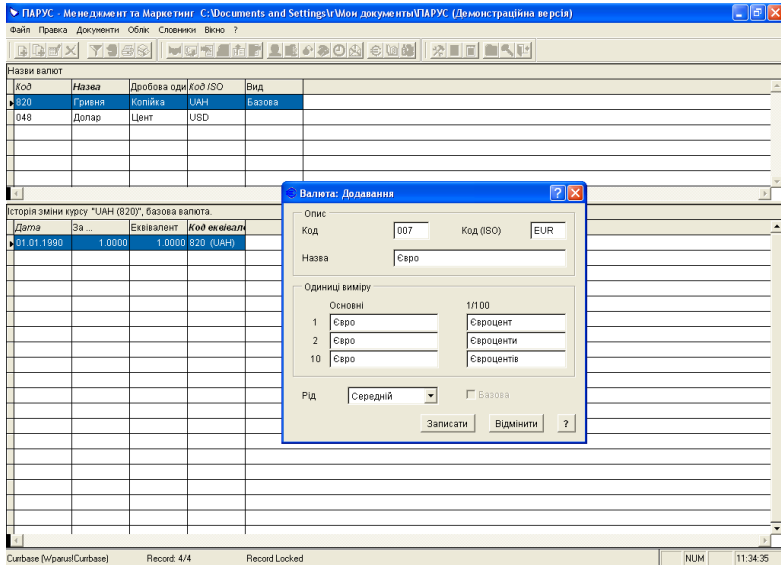 ПАРУС - Менеджмент та Маркетинг C:\Documents and Settings\r\Мои документы\ПАРУС (Демонстраційна версія)
Файл Правка Документи Облік Словники Вікно ?
Назви валют
Код Назва Дробова оди Код ISO Вид
820 Гривня Копійка UAH Базова
048 Долар Цент USD
Історія зміни курсу "UAH (820)", базова валюта.
Дата За ... Еквівалент Код еквівале
01.01.1990 1.0000 1.0000 820 (UAH)
Валюта: Додавання
Опис
Код 007 Код (ISO) EUR
Назва Євро
Одиниці виміру
Основні 1/100
1 Євро Євроцент
2 Євро Євроценти
10 Євро Євроцентів
Рід Середній Базова
Записати Відмінити ?
Currbase (Wparus!Currbase) Record: 4/4 Record Locked NUM 11:34:35